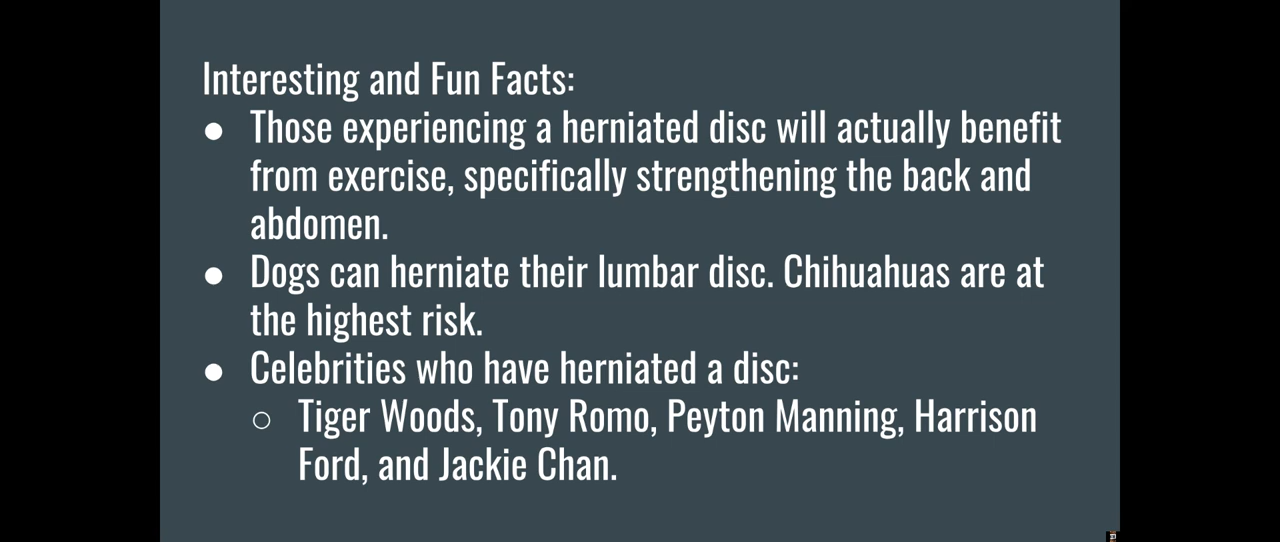 Interesting and Fun Facts:
● Those experiencing a herniated disc will actually benefit
from exercise, specifically strengthening the back and
abdomen.
● Dogs can herniate their lumbar disc. Chihuahuas are at
the highest risk.
● Celebrities who have herniated a disc:
○ Tiger Woods, Tony Romo, Peyton Manning, Harrison
Ford, and Jackie Chan.